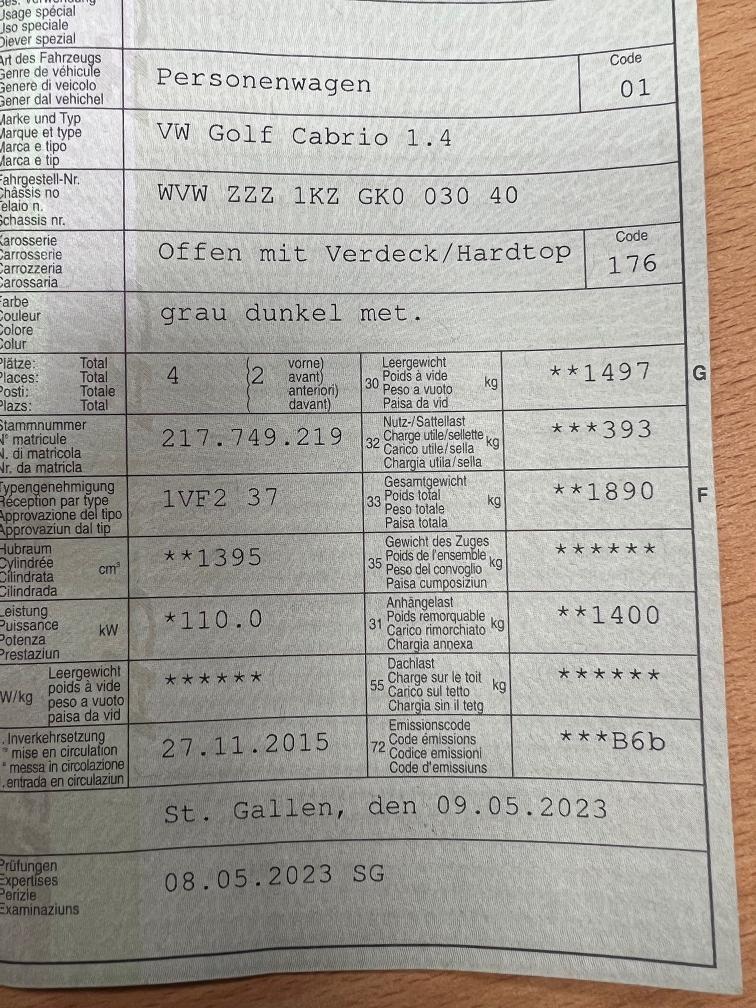 Usage spécial
Uso speciale
Diever spezial
Art des Fahrzeugs
Genre de véhicule
Genere di veicolo
Gener dal vehichel
Personenwagen
Code
01
Marke und Typ
Marque et type
Marca e tipo
Marca e tip
VW Golf Cabrio 1.4
Fahrgestell-Nr.
Châssis no
Telaio n.
Schassis nr.
WVW ZZZ 1KZ GK0 030 40
Karosserie
Carrosserie
Carrozzeria
Carossaria
Offen mit Verdeck/Hardtop
Code
176
Farbe
Couleur
Colore
Colur
grau dunkel met.
Plätze: Total
Places: Total
Posti: Totale
Plazs: Total
4 (2 vorne)
avant)
anteriori)
davant)
30 Leergewicht
Poids à vide
Peso a vuoto
Paisa da vid
kg
**1497
G
Stammnummer
N° matricule
N. di matricola
Nr. da matricla
217.749.219
32 Nutz-/Sattellast
Charge utile/sellette
Carico utile/sella
Chargia utila/sella
kg
***393
Typengenehmigung
Réception par type
Approvazione del tipo
Approvaziun dal tip
1VF2 37
33 Gesamtgewicht
Poids total
Peso totale
Paisa totala
kg
**1890
F
Hubraum
Cylindrée
Cilindrata
Cilindrada
cm³
**1395
35 Gewicht des Zuges
Poids de l'ensemble
Peso del convoglio
Paisa cumposiziun
kg
******
Leistung
Puissance
Potenza
Prestaziun
kW
*110.0
31 Anhängelast
Poids remorquable
Carico rimorchiato
Chargia annexa
kg
**1400
W/kg
Leergewicht
poids à vide
peso a vuoto
paisa da vid
******
55 Dachlast
Charge sur le toit
Carico sul tetto
Chargia sin il tetg
kg
******
. Inverkehrsetzung
mise en circulation
messa in circolazione
entrada en circulaziun
27.11.2015
72 Emissionscode
Code émissions
Codice emissioni
Code d'emissiuns
***B6b
St. Gallen, den 09.05.2023
Prüfungen
Expertises
Perizie
Examinaziuns
08.05.2023 SG